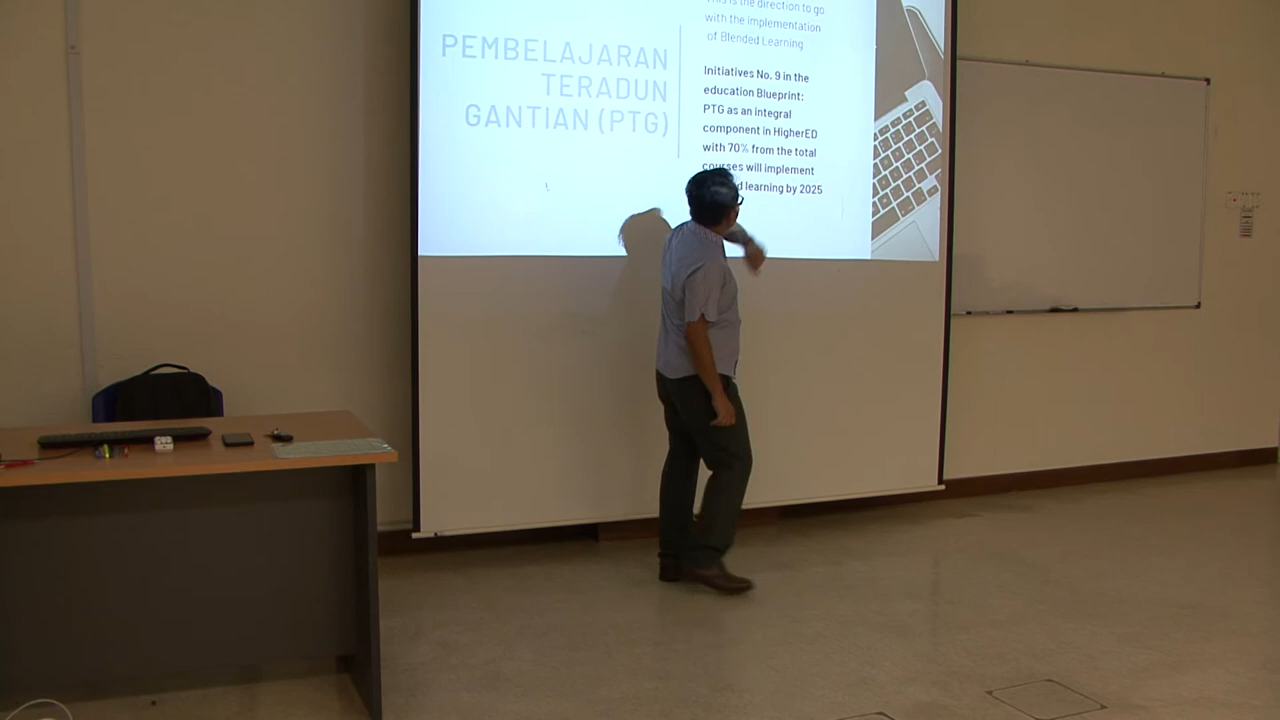 PEMBELAJARAN
TERADUN
GANTIAN (PTG)
This is the direction to go
with the implementation
of Blended Learning
Initiatives No. 9 in the
education Blueprint:
PTG as an integral
component in HigherED
with 70% from the total
courses will implement
learning by 2025